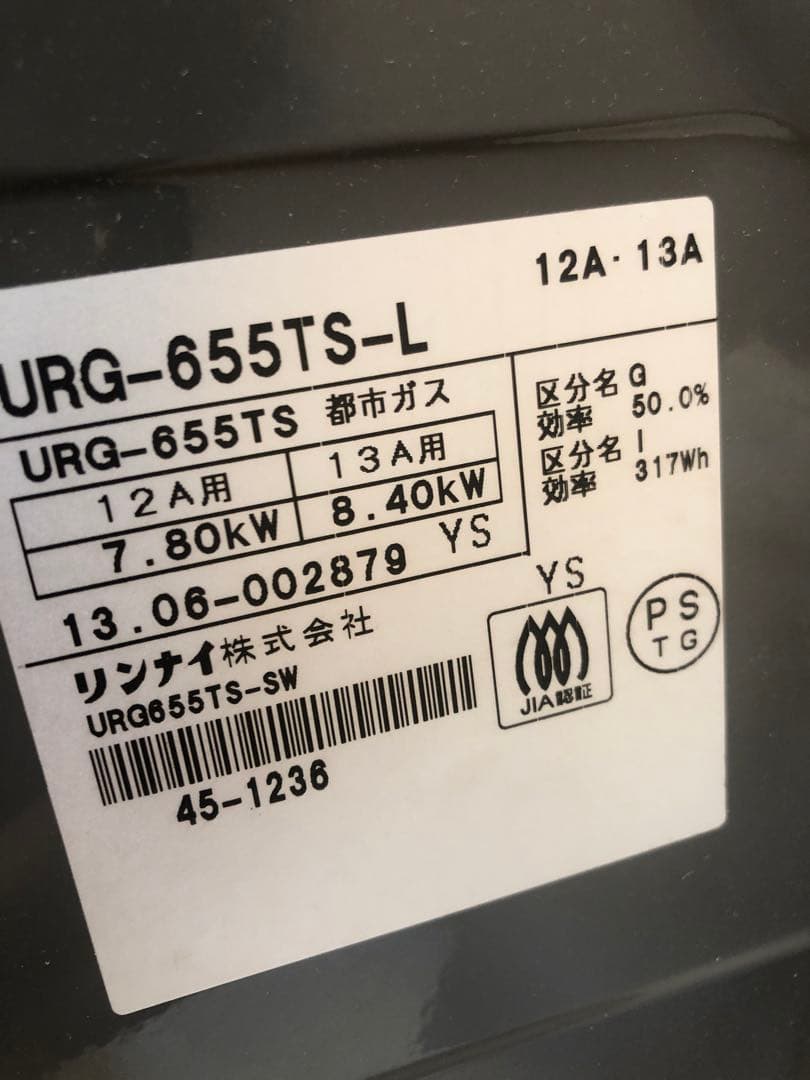 12A・13A
URG-655TS-L
URG-655TS 都市ガス
12A用 13A用
7.80kW 8.40kW
13.06-002879 YS
区分名 G
効率 50.0%
区分名 I
効率 317Wh
リンナイ株式会社
URG655TS-SW
45-1236
YS
JIA認証
PS
TG